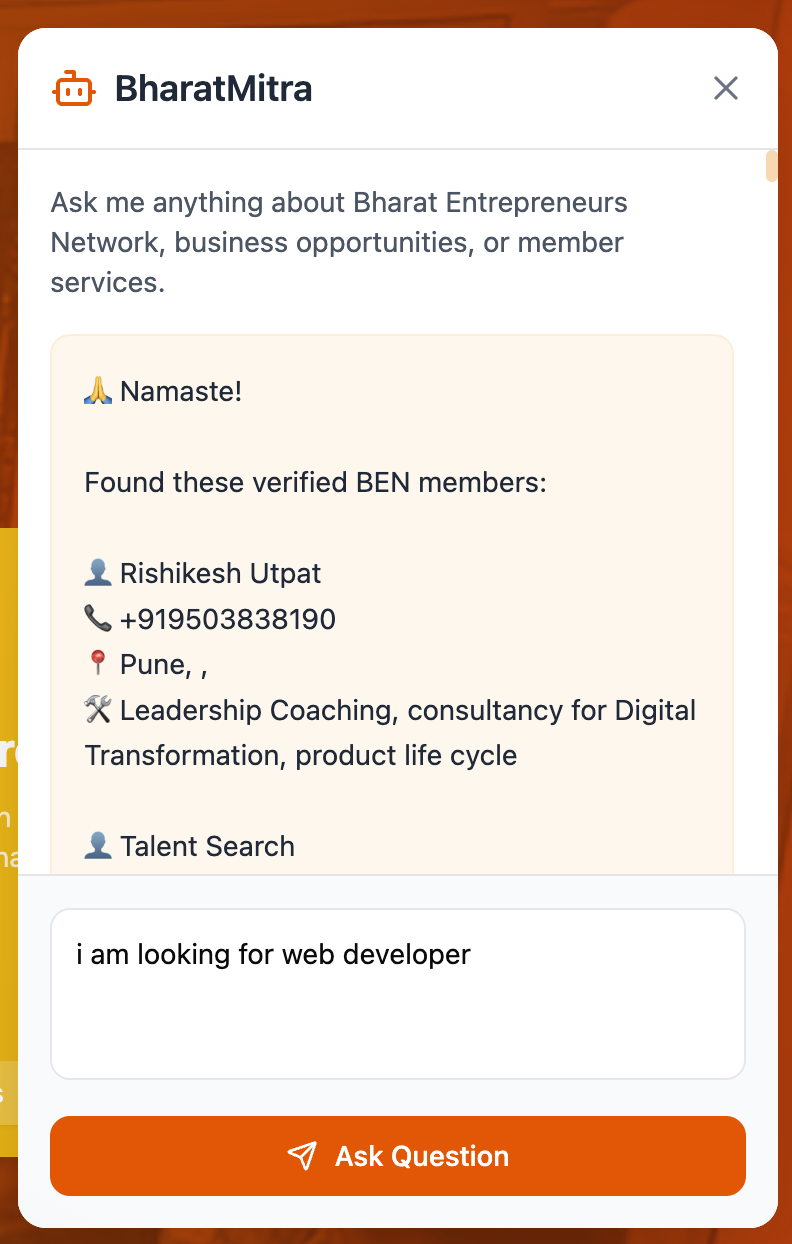 BharatMitra
Ask me anything about Bharat Entrepreneurs
Network, business opportunities, or member
services.
🙏 Namaste!
Found these verified BEN members:
👤 Rishikesh Utpat
📞 +919503838190
📍 Pune, ,
🛠️ Leadership Coaching, consultancy for Digital
Transformation, product life cycle
👤 Talent Search
i am looking for web developer
Ask Question